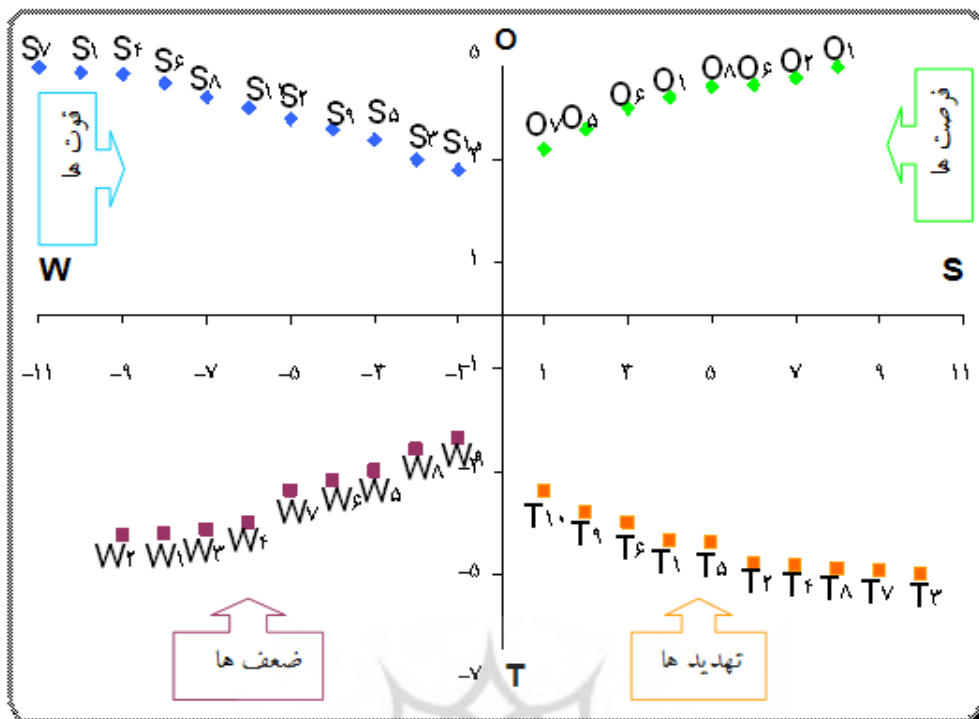 O
۵
S۷ S۱ S۴ S۶ S۸ S۲ S۹ S۵ S۳
O۷ O۵ O۶ O۱ O۸ O۶ O۲ O۱
قوت ها
فرصت ها
۳
۱
W
S
-۱۱ -۹ -۷ -۵ -۳ -۱ ۱ ۳ ۵ ۷ ۹ ۱۱
-۱
-۳
W۲ W۱ W۳ W۴ W۷ W۶ W۵ W۸ W۹
T۱۰ T۹ T۶ T۱ T۵ T۲ T۴ T۸ T۷ T۳
-۵
ضعف ها
تهدید ها
-۷
T